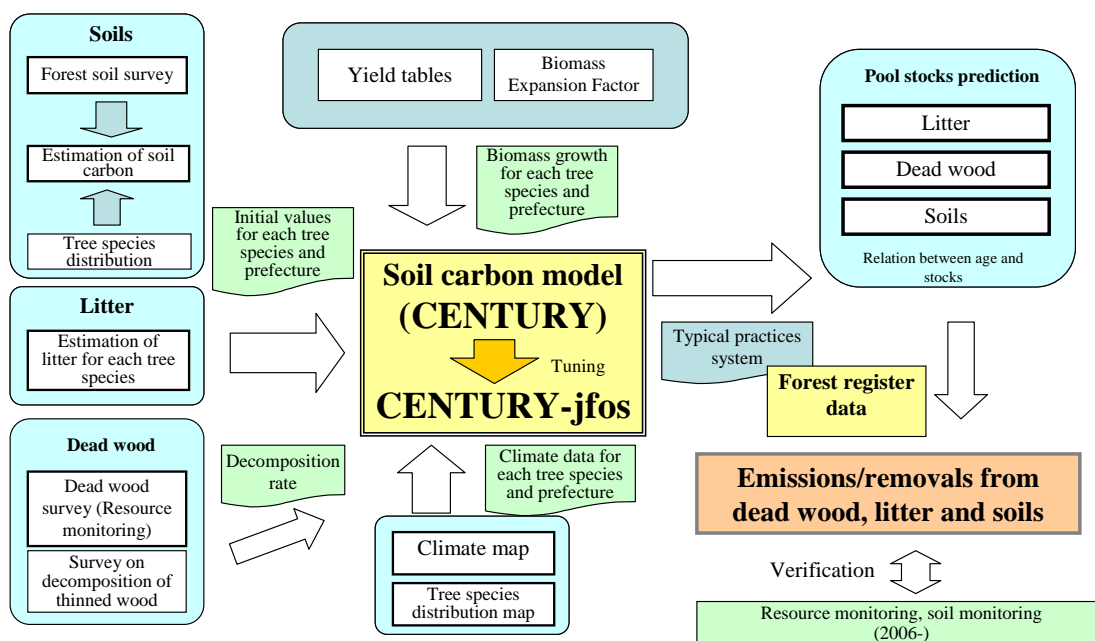 Soils
Forest soil survey
Estimation of soil
carbon
Tree species
distribution
Litter
Estimation of
litter for each tree
species
Dead wood
Dead wood
survey (Resource
monitoring)
Survey on
decomposition of
thinned wood
Yield tables
Biomass
Expansion Factor
Biomass growth
for each tree
species and
prefecture
Initial values
for each tree
species and
prefecture
Soil carbon model
(CENTURY)
Tuning
CENTURY-jfos
Decomposition
rate
Climate data for
each tree species
and prefecture
Climate map
Tree species
distribution map
Pool stocks prediction
Litter
Dead wood
Soils
Relation between age and
stocks
Typical practices
system
Forest register
data
Emissions/removals from
dead wood, litter and soils
Verification
Resource monitoring, soil monitoring
(2006-)